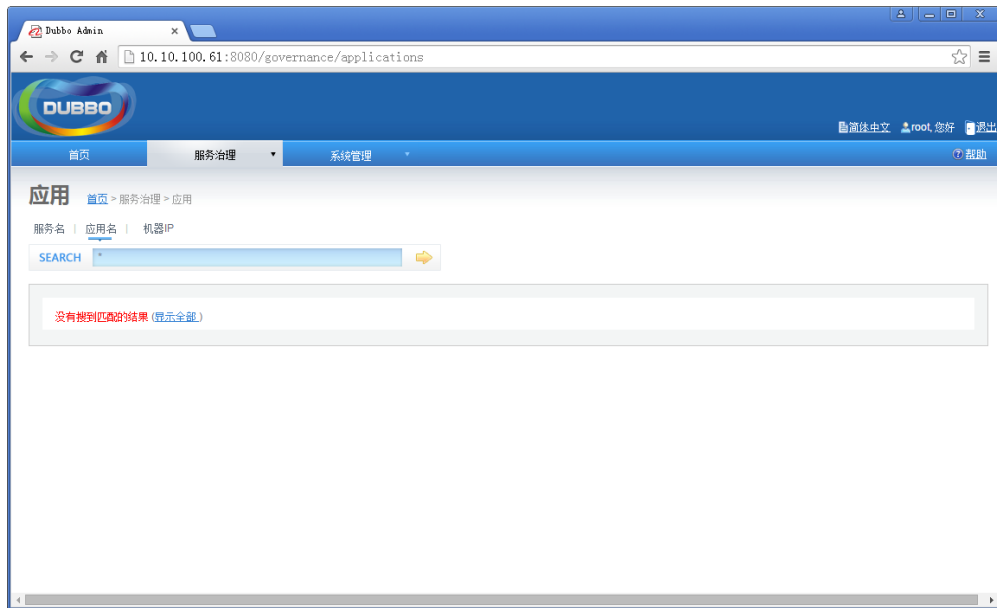 Dubbo Admin
10.10.100.61:8080/governance/applications
DUBBO
简体中文 root, 您好 退出
首页 服务治理 系统管理 帮助
应用 首页 > 服务治理 > 应用
服务名 | 应用名 | 机器IP
SEARCH *
没有搜到匹配的结果 (显示全部 )